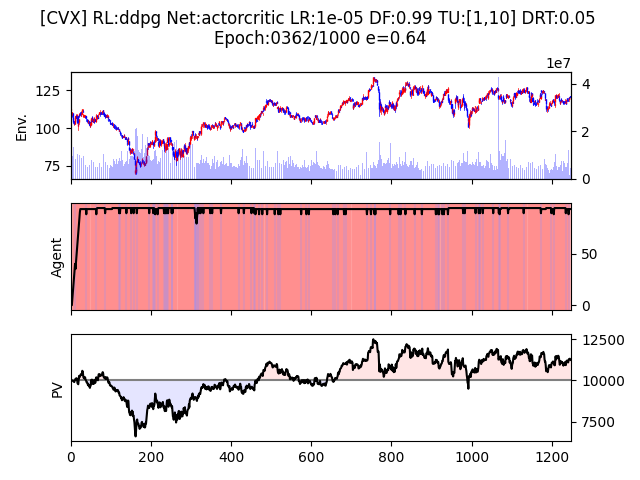 [CVX] RL:ddpg Net:actorcritic LR:1e-05 DF:0.99 TU:[1,10] DRT:0.05
Epoch:0362/1000 e=0.64
1e7
Env.
125
100
75
4
2
0
Agent
50
0
PV
12500
10000
7500
0 200 400 600 800 1000 1200